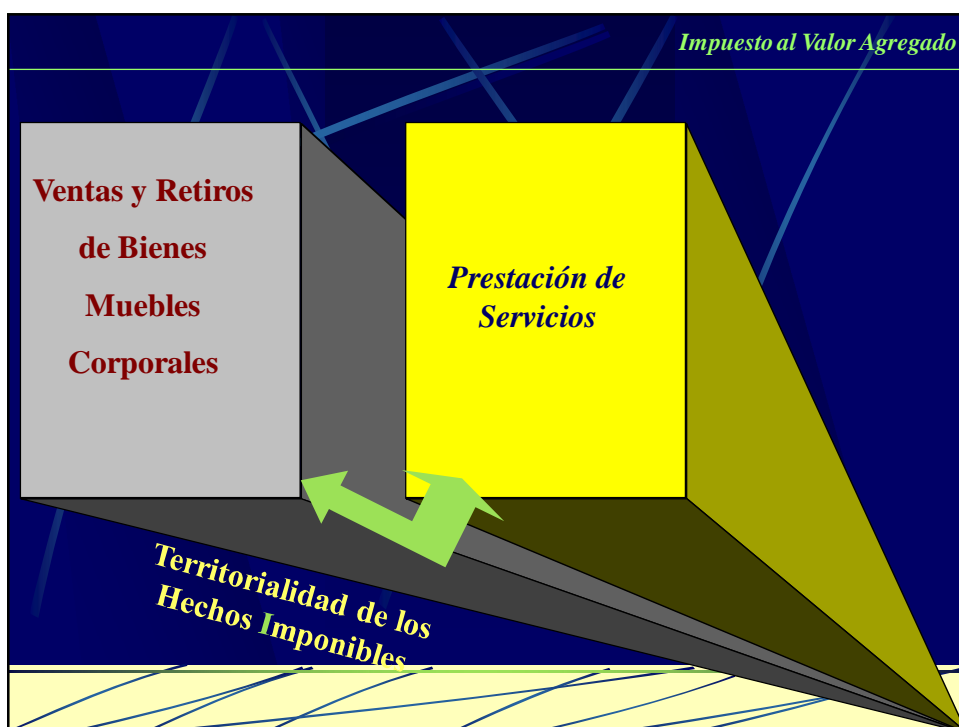 Impuesto al Valor Agregado
Ventas y Retiros
de Bienes
Muebles
Corporales
Prestación de
Servicios
Territorialidad de los
Hechos Imponibles